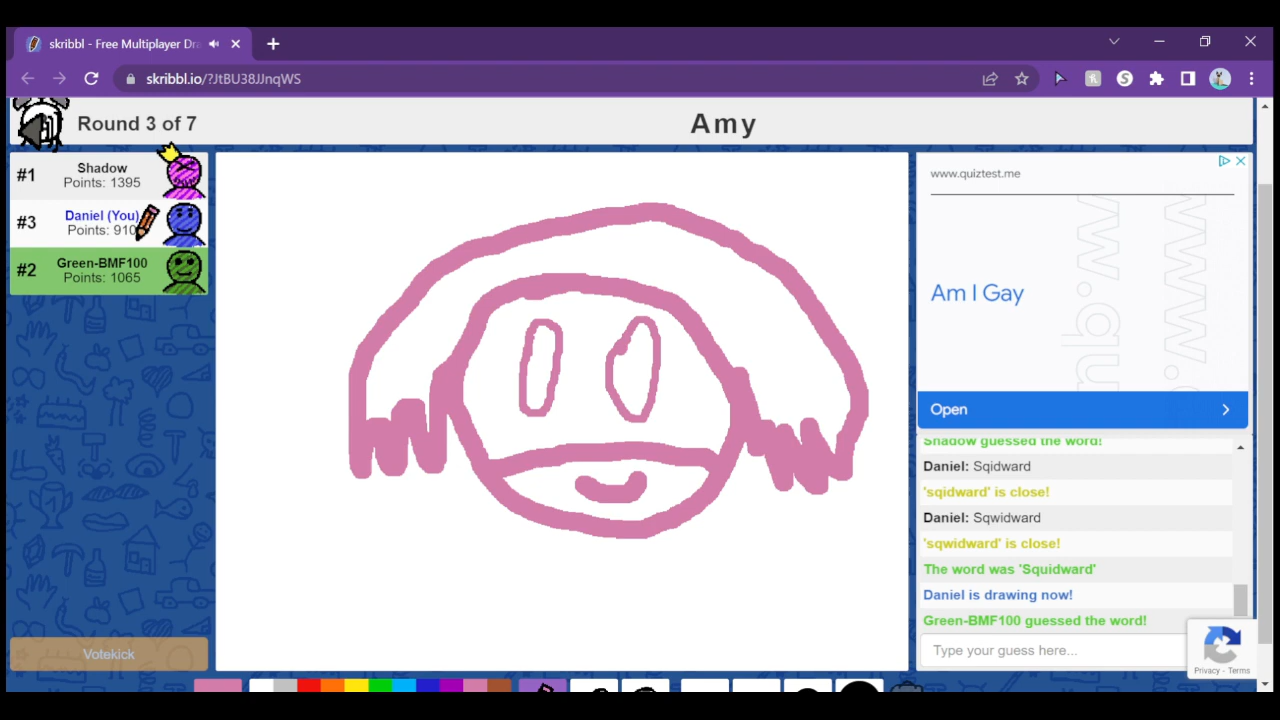 skribbl - Free Multiplayer Dra
skribbl.io/?JtBU38JJnqWS
Round 3 of 7
Amy
#1
Shadow
Points: 1395
#3
Daniel (You)
Points: 910
#2
Green-BMF100
Points: 1065
Votekick
www.quiztest.me
Am I Gay
Open
Shadow guessed the word!
Daniel: Sqidward
'sqidward' is close!
Daniel: Sqwidward
'sqwidward' is close!
The word was 'Squidward'
Daniel is drawing now!
Green-BMF100 guessed the word!
Type your guess here...
Privacy - Terms